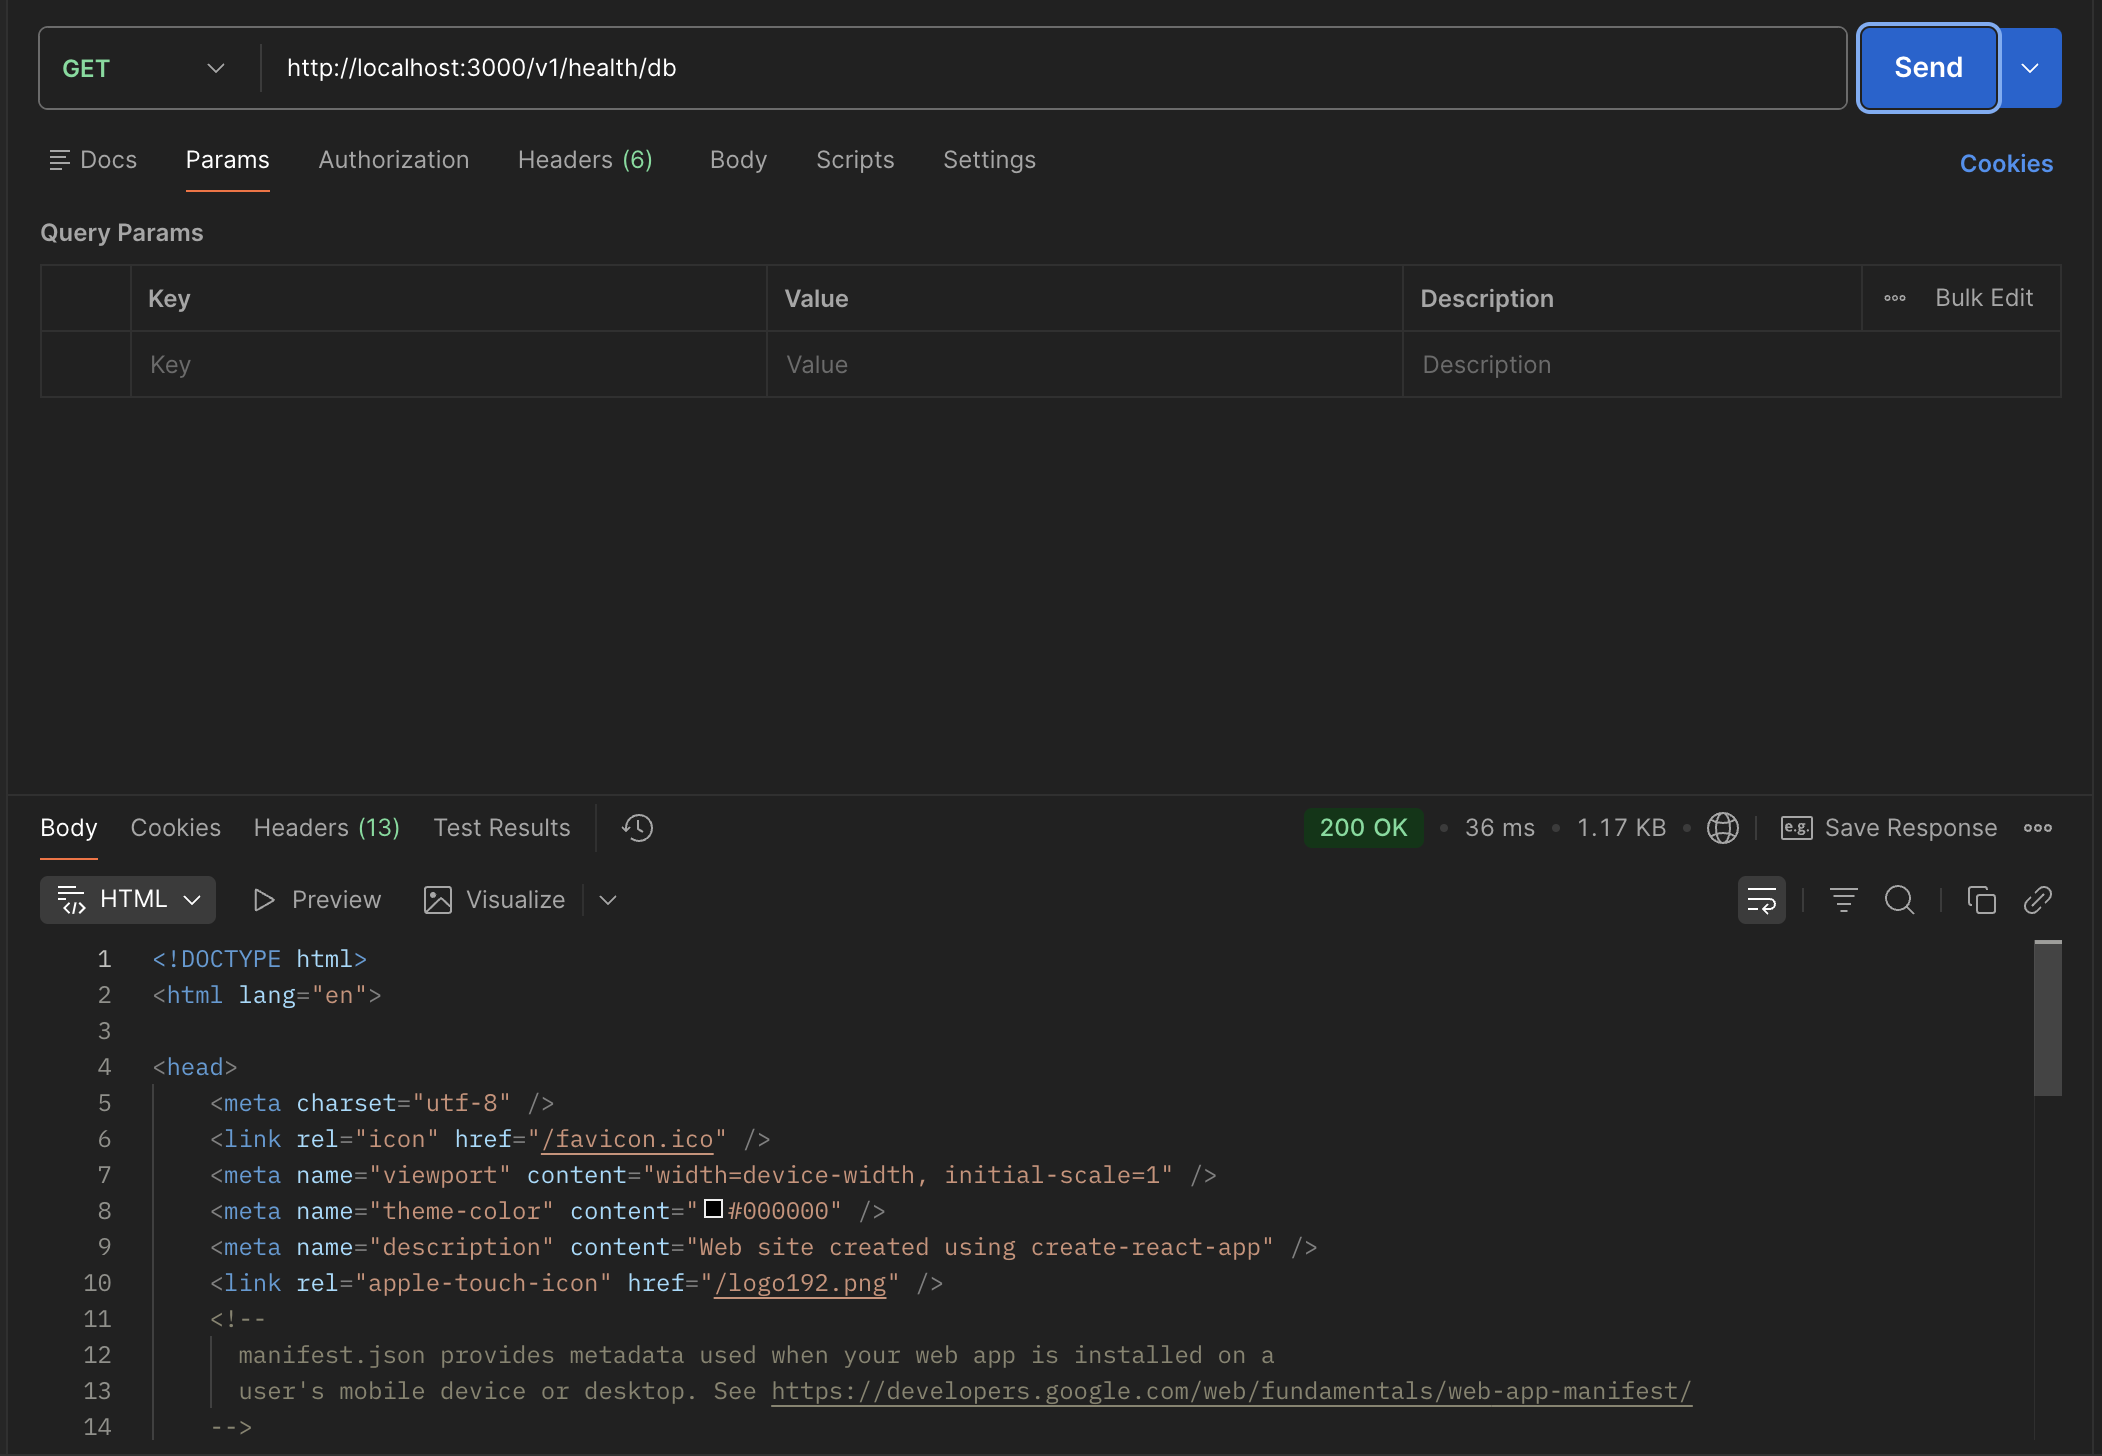 GET http://localhost:3000/v1/health/db Send
Docs Params Authorization Headers (6) Body Scripts Settings Cookies
Query Params
Key Value Description Bulk Edit
Key Value Description
Body Cookies Headers (13) Test Results 200 OK • 36 ms • 1.17 KB • e.g. Save Response
HTML Preview Visualize
1 <!DOCTYPE html>
2 <html lang="en">
3
4 <head>
5 <meta charset="utf-8" />
6 <link rel="icon" href="/favicon.ico" />
7 <meta name="viewport" content="width=device-width, initial-scale=1" />
8 <meta name="theme-color" content="#000000" />
9 <meta name="description" content="Web site created using create-react-app" />
10 <link rel="apple-touch-icon" href="/logo192.png" />
11 <!--
12 manifest.json provides metadata used when your web app is installed on a
13 user's mobile device or desktop. See https://developers.google.com/web/fundamentals/web-app-manifest/
14 -->